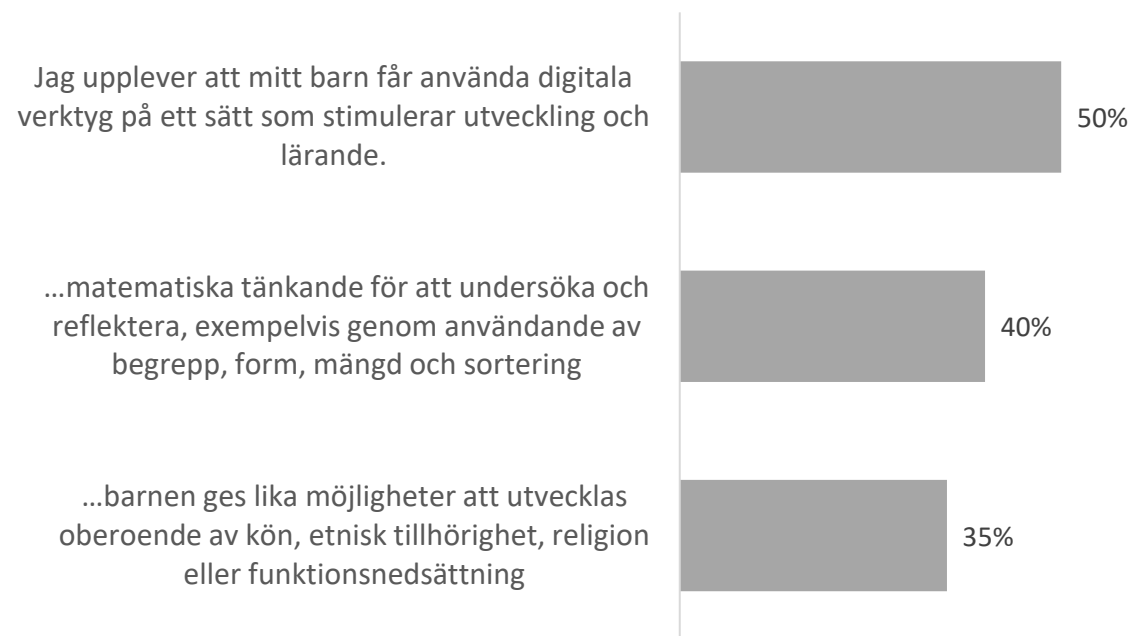 Jag upplever att mitt barn får använda digitala
verktyg på ett sätt som stimulerar utveckling och
lärande.
50%
…matematiska tänkande för att undersöka och
reflektera, exempelvis genom användande av
begrepp, form, mängd och sortering
40%
…barnen ges lika möjligheter att utvecklas
oberoende av kön, etnisk tillhörighet, religion
eller funktionsnedsättning
35%